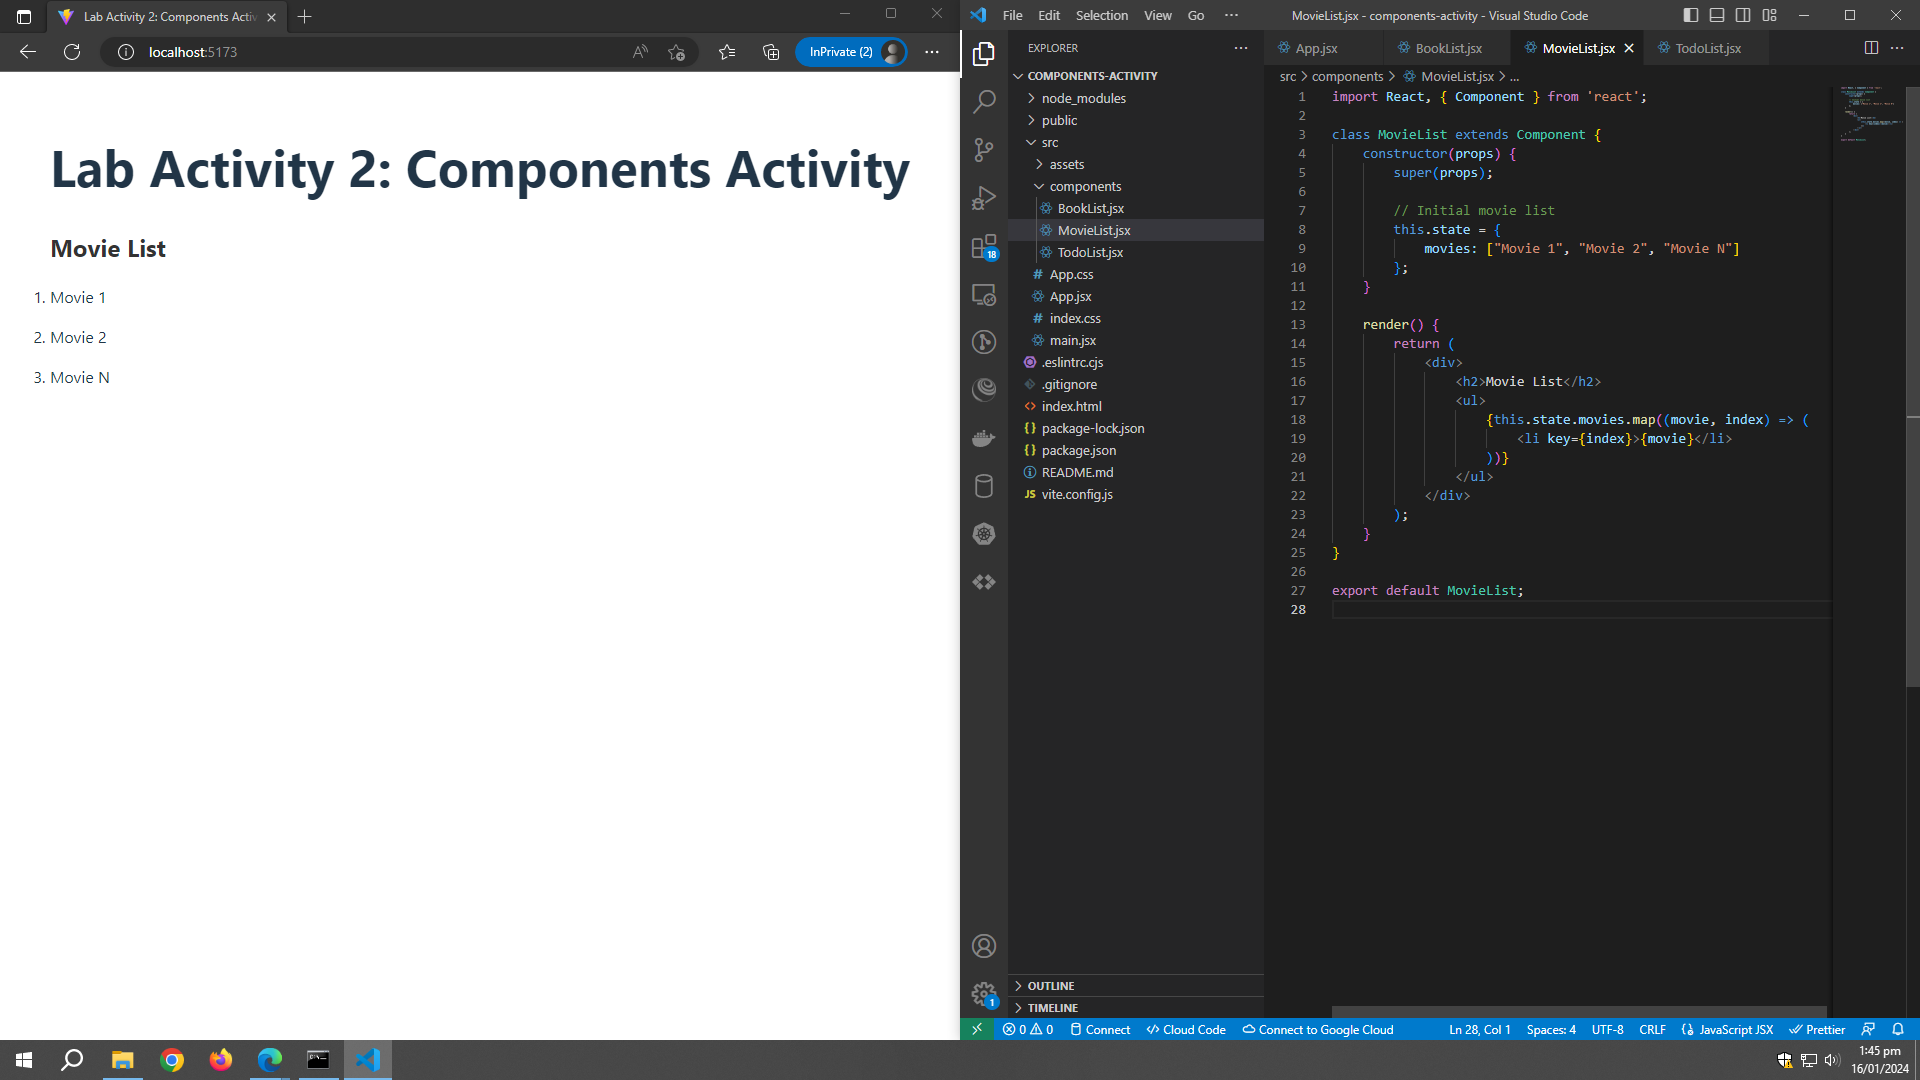 Lab Activity 2: Components Activ
localhost:5173
InPrivate (2)
Lab Activity 2: Components Activity
Movie List
1. Movie 1
2. Movie 2
3. Movie N
File Edit Selection View Go
MovieList.jsx - components-activity - Visual Studio Code
EXPLORER
COMPONENTS-ACTIVITY
node_modules
public
src
assets
components
BookList.jsx
MovieList.jsx
TodoList.jsx
# App.css
App.jsx
# index.css
main.jsx
.eslintrc.cjs
.gitignore
<> index.html
{} package-lock.json
{} package.json
README.md
JS vite.config.js
OUTLINE
TIMELINE
18
1
App.jsx BookList.jsx MovieList.jsx TodoList.jsx
src > components > MovieList.jsx > ...
1 import React, { Component } from 'react';
2
3 class MovieList extends Component {
4 constructor(props) {
5 super(props);
6
7 // Initial movie list
8 this.state = {
9 movies: ["Movie 1", "Movie 2", "Movie N"]
10 };
11 }
12
13 render() {
14 return (
15 <div>
16 <h2>Movie List</h2>
17 <ul>
18 {this.state.movies.map((movie, index) => (
19 <li key={index}>{movie}</li>
20 ))}
21 </ul>
22 </div>
23 );
24 }
25 }
26
27 export default MovieList;
28
0 0 Connect </> Cloud Code Connect to Google Cloud
Ln 28, Col 1 Spaces: 4 UTF-8 CRLF JavaScript JSX Prettier
1:45 pm
16/01/2024